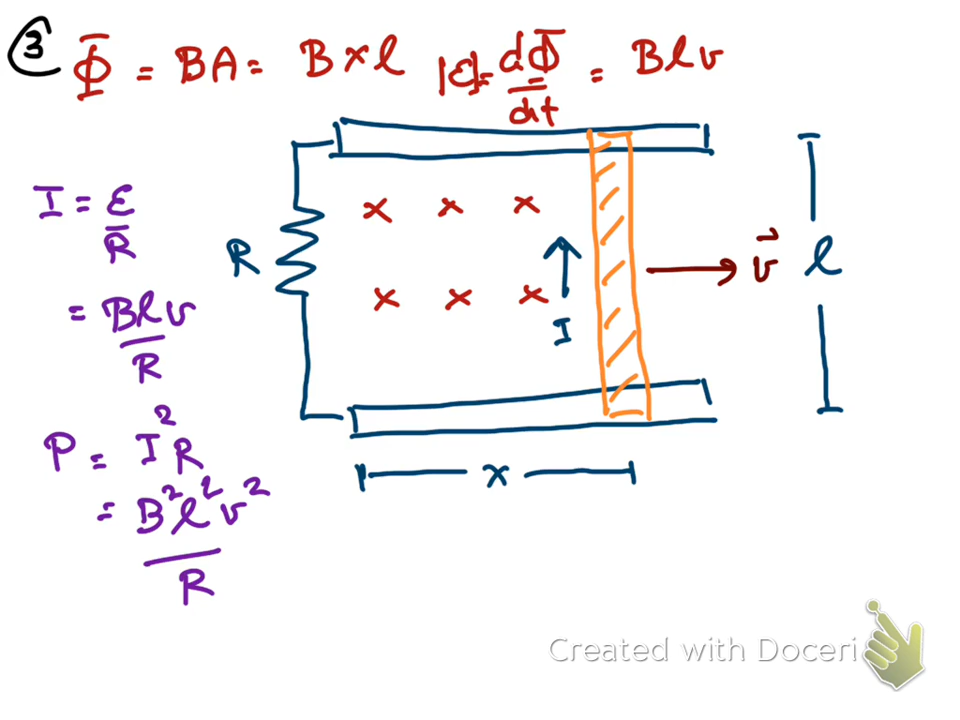 ③ Φ = BA = Bxl |ε| = dΦ/dt = Blv
I = ε/R
= Blv/R
P = I²R
= B²l²v²/R
R
× × ×
× × ×
I
v⃗
l
x
Created with Doceri